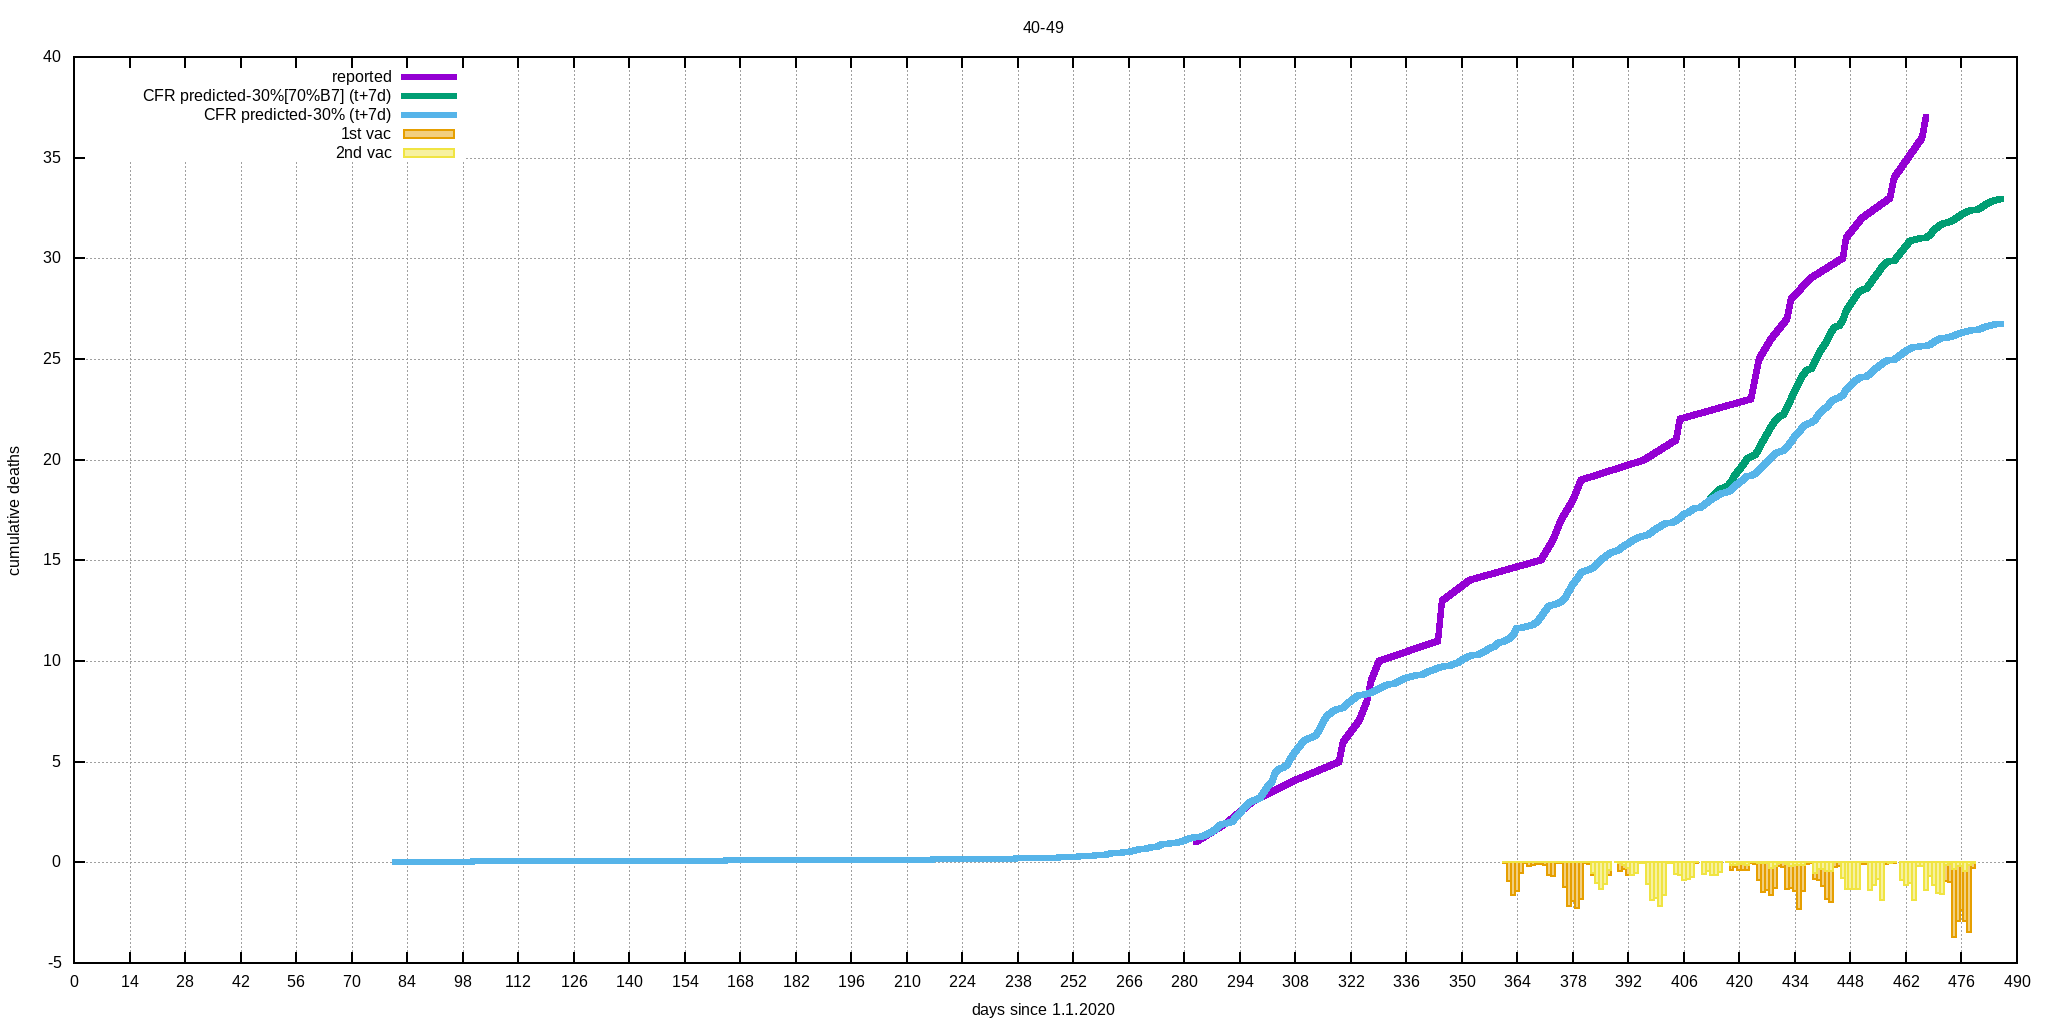 40-49
40
35
30
25
20
15
10
5
0
-5
cumulative deaths
reported
CFR predicted-30%[70%B7] (t+7d)
CFR predicted-30% (t+7d)
1st vac
2nd vac
0 14 28 42 56 70 84 98 112 126 140 154 168 182 196 210 224 238 252 266 280 294 308 322 336 350 364 378 392 406 420 434 448 462 476 490
days since 1.1.2020